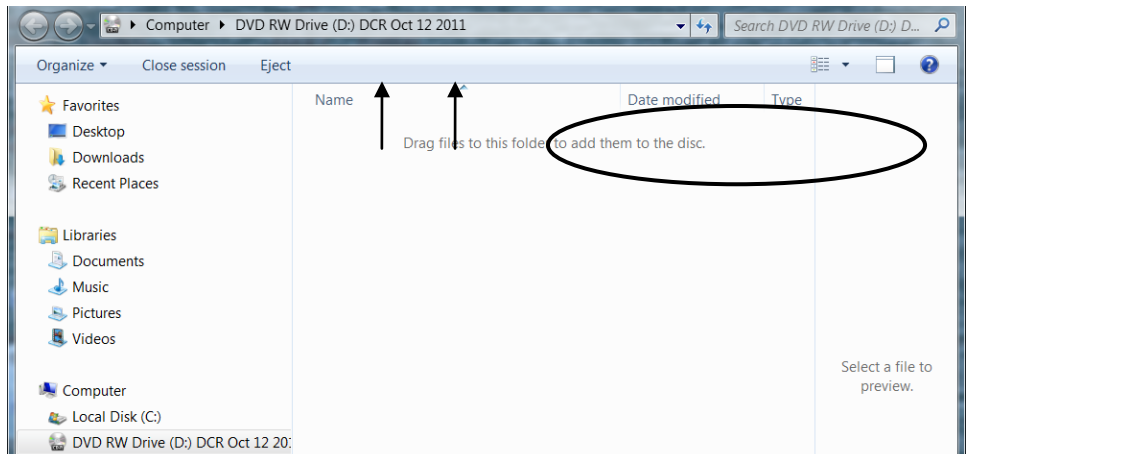 Computer DVD RW Drive (D:) DCR Oct 12 2011 Search DVD RW Drive (D:) D...
Organize Close session Eject
Name Date modified Type
Drag files to this folder to add them to the disc.
Favorites
Desktop
Downloads
Recent Places
Libraries
Documents
Music
Pictures
Videos
Computer
Local Disk (C:)
DVD RW Drive (D:) DCR Oct 12 201
Select a file to
preview.